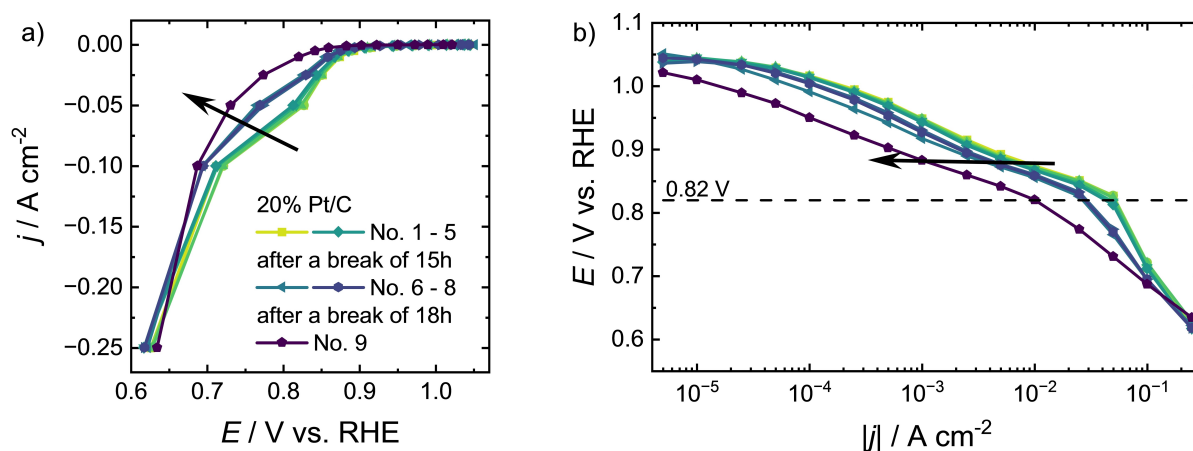 a)
0.00
−0.05
−0.10
−0.15
−0.20
−0.25
j / A cm⁻²
0.6 0.7 0.8 0.9 1.0
E / V vs. RHE
20% Pt/C
No. 1 - 5
after a break of 15h
No. 6 - 8
after a break of 18h
No. 9
b)
1.1
1.0
0.9
0.8
0.7
0.6
E / V vs. RHE
0.82 V
10⁻⁵ 10⁻⁴ 10⁻³ 10⁻² 10⁻¹
|j| / A cm⁻²